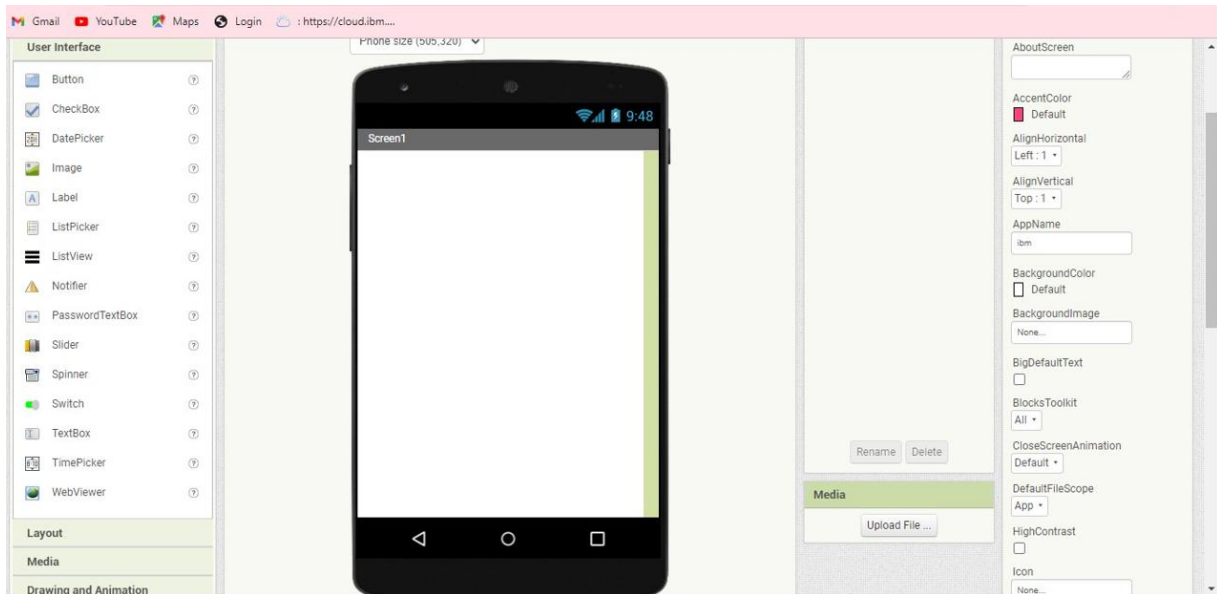 Gmail YouTube Maps Login : https://cloud.ibm....
User Interface
Button
CheckBox
DatePicker
Image
Label
ListPicker
ListView
Notifier
PasswordTextBox
Slider
Spinner
Switch
TextBox
TimePicker
WebViewer
Layout
Media
Drawing and Animation
Phone size (505,320)
9:48
Screen1
Rename Delete
Media
Upload File ...
AboutScreen
AccentColor
Default
AlignHorizontal
Left : 1
AlignVertical
Top : 1
AppName
ibm
BackgroundColor
Default
BackgroundImage
None...
BigDefaultText
BlocksToolkit
All
CloseScreenAnimation
Default
DefaultFileScope
App
HighContrast
Icon
None...